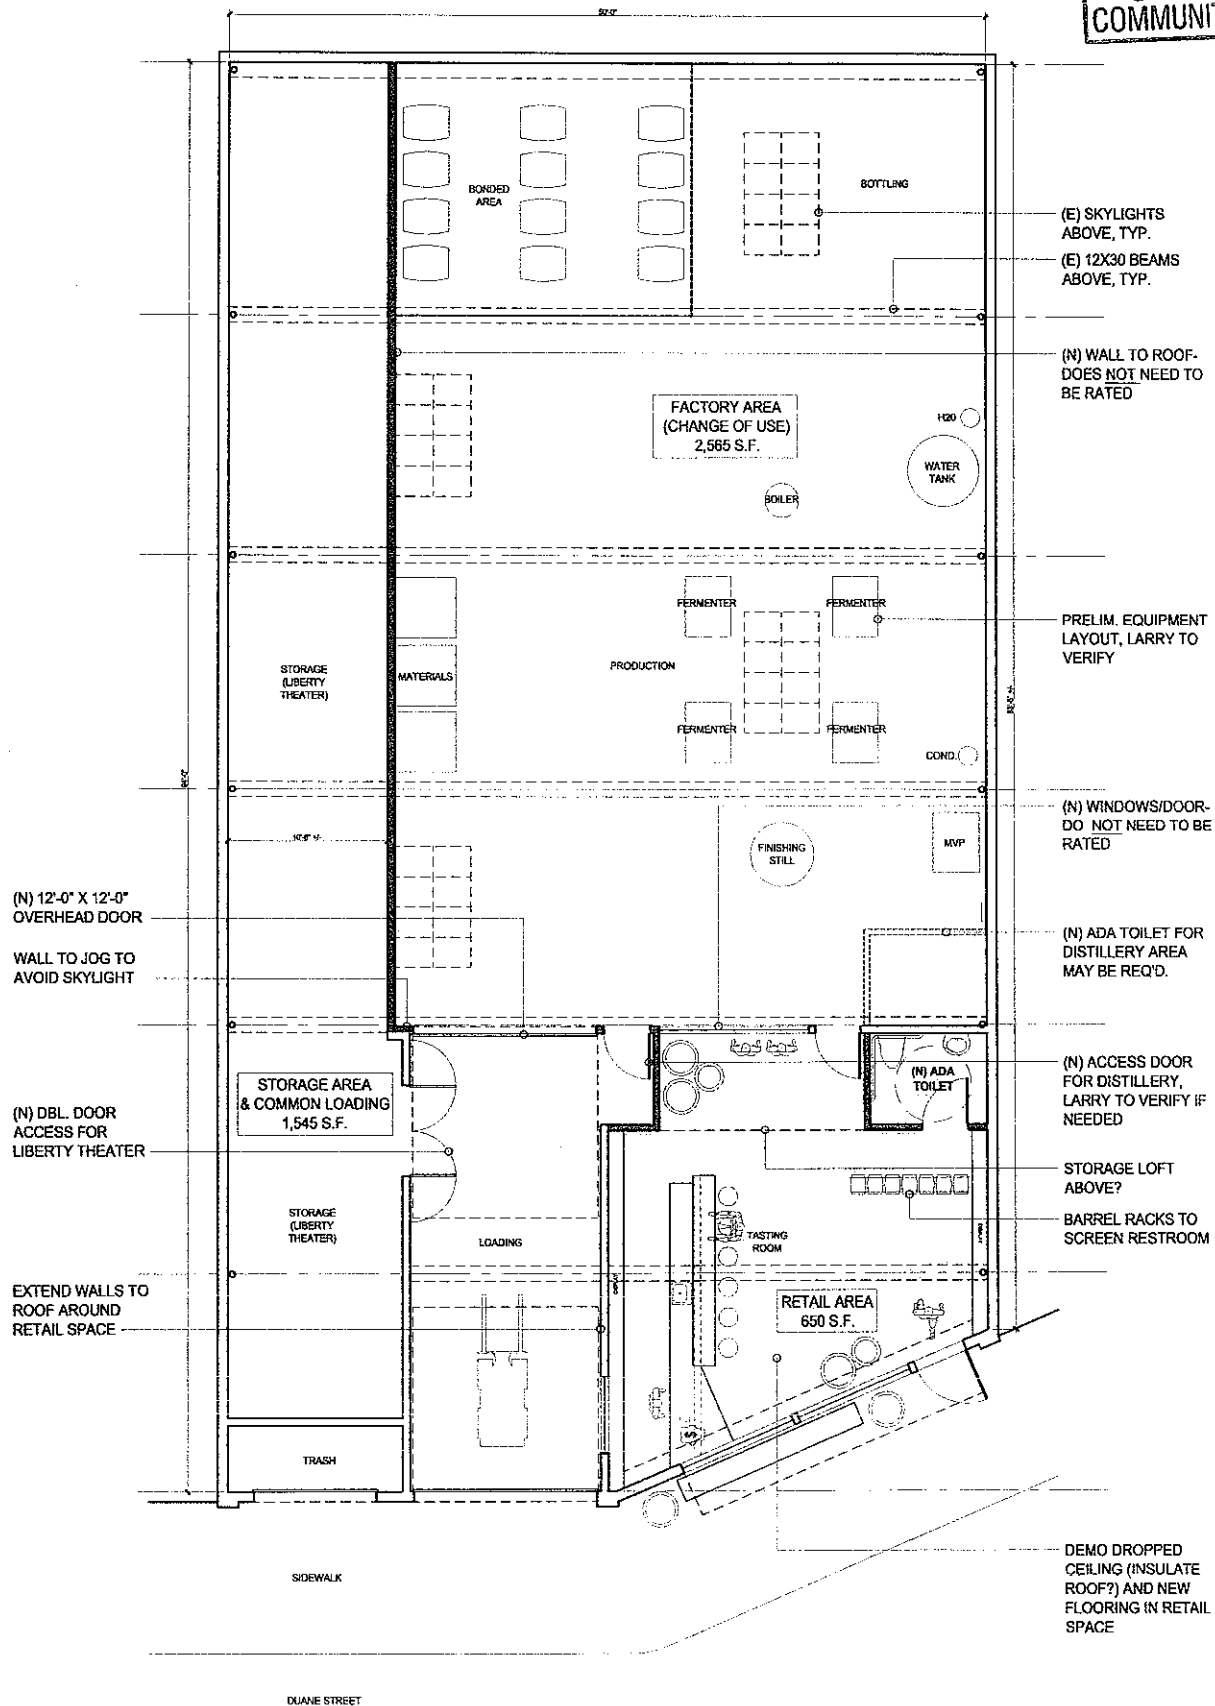 COMMUNI
50'-0"
BONDED
AREA
BOTTLING
(E) SKYLIGHTS
ABOVE, TYP.
(E) 12X30 BEAMS
ABOVE, TYP.
(N) WALL TO ROOF-
DOES NOT NEED TO
BE RATED
FACTORY AREA
(CHANGE OF USE)
2,565 S.F.
H20
WATER
TANK
BOILER
FERMENTER
FERMENTER
PRELIM. EQUIPMENT
LAYOUT, LARRY TO
VERIFY
STORAGE
(LIBERTY
THEATER)
MATERIALS
PRODUCTION
FERMENTER
FERMENTER
COND.
(N) WINDOWS/DOOR-
DO NOT NEED TO BE
RATED
FINISHING
STILL
MVP
(N) 12'-0" X 12'-0"
OVERHEAD DOOR
WALL TO JOG TO
AVOID SKYLIGHT
(N) ADA TOILET FOR
DISTILLERY AREA
MAY BE REQ'D.
STORAGE AREA
& COMMON LOADING
1,545 S.F.
(N) ADA
TOILET
(N) ACCESS DOOR
FOR DISTILLERY,
LARRY TO VERIFY IF
NEEDED
(N) DBL. DOOR
ACCESS FOR
LIBERTY THEATER
STORAGE LOFT
ABOVE?
STORAGE
(LIBERTY
THEATER)
LOADING
TASTING
ROOM
BARREL RACKS TO
SCREEN RESTROOM
EXTEND WALLS TO
ROOF AROUND
RETAIL SPACE
RETAIL AREA
650 S.F.
$
TRASH
DEMO DROPPED
CEILING (INSULATE
ROOF?) AND NEW
FLOORING IN RETAIL
SPACE
SIDEWALK
DUANE STREET